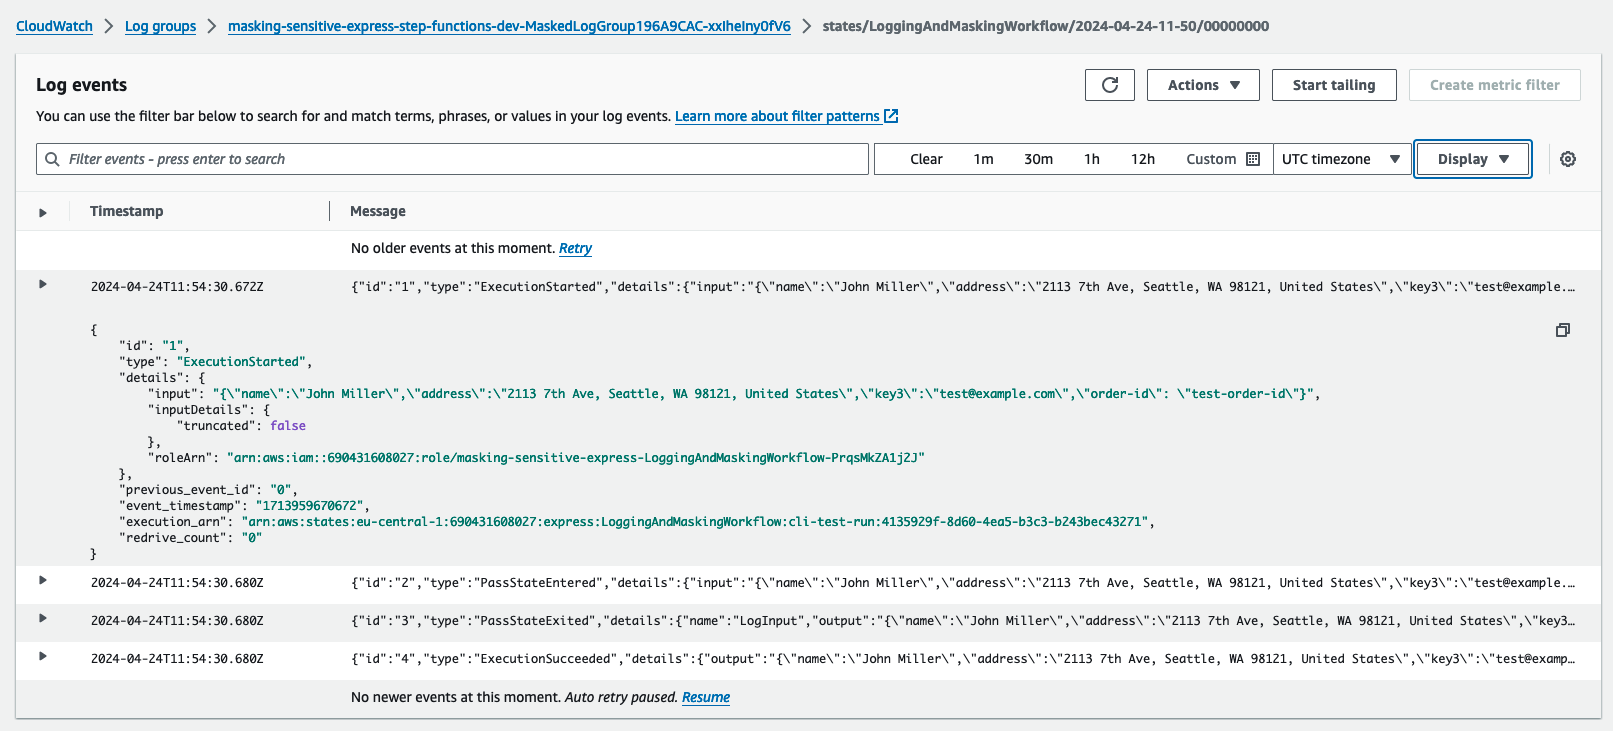 CloudWatch > Log groups > masking-sensitive-express-step-functions-dev-MaskedLogGroup196A9CAC-xxIheIny0fV6 > states/LoggingAndMaskingWorkflow/2024-04-24-11-50/00000000
Log events
Actions Start tailing Create metric filter
You can use the filter bar below to search for and match terms, phrases, or values in your log events. Learn more about filter patterns
Filter events - press enter to search Clear 1m 30m 1h 12h Custom UTC timezone Display
Timestamp Message
No older events at this moment. Retry
2024-04-24T11:54:30.672Z {"id":"1","type":"ExecutionStarted","details":{"input":"{\"name\":\"John Miller\",\"address\":\"2113 7th Ave, Seattle, WA 98121, United States\",\"key3\":\"test@example.…
{
"id": "1",
"type": "ExecutionStarted",
"details": {
"input": "{\"name\":\"John Miller\",\"address\":\"2113 7th Ave, Seattle, WA 98121, United States\",\"key3\":\"test@example.com\",\"order-id\": \"test-order-id\"}",
"inputDetails": {
"truncated": false
},
"roleArn": "arn:aws:iam::690431608027:role/masking-sensitive-express-LoggingAndMaskingWorkflow-PrqsMkZA1j2J"
},
"previous_event_id": "0",
"event_timestamp": "1713959670672",
"execution_arn": "arn:aws:states:eu-central-1:690431608027:express:LoggingAndMaskingWorkflow:cli-test-run:4135929f-8d60-4ea5-b3c3-b243bec43271",
"redrive_count": "0"
}
2024-04-24T11:54:30.680Z {"id":"2","type":"PassStateEntered","details":{"input":"{\"name\":\"John Miller\",\"address\":\"2113 7th Ave, Seattle, WA 98121, United States\",\"key3\":\"test@example.…
2024-04-24T11:54:30.680Z {"id":"3","type":"PassStateExited","details":{"name":"LogInput","output":"{\"name\":\"John Miller\",\"address\":\"2113 7th Ave, Seattle, WA 98121, United States\",\"key3…
2024-04-24T11:54:30.680Z {"id":"4","type":"ExecutionSucceeded","details":{"output":"{\"name\":\"John Miller\",\"address\":\"2113 7th Ave, Seattle, WA 98121, United States\",\"key3\":\"test@examp…
No newer events at this moment. Auto retry paused. Resume